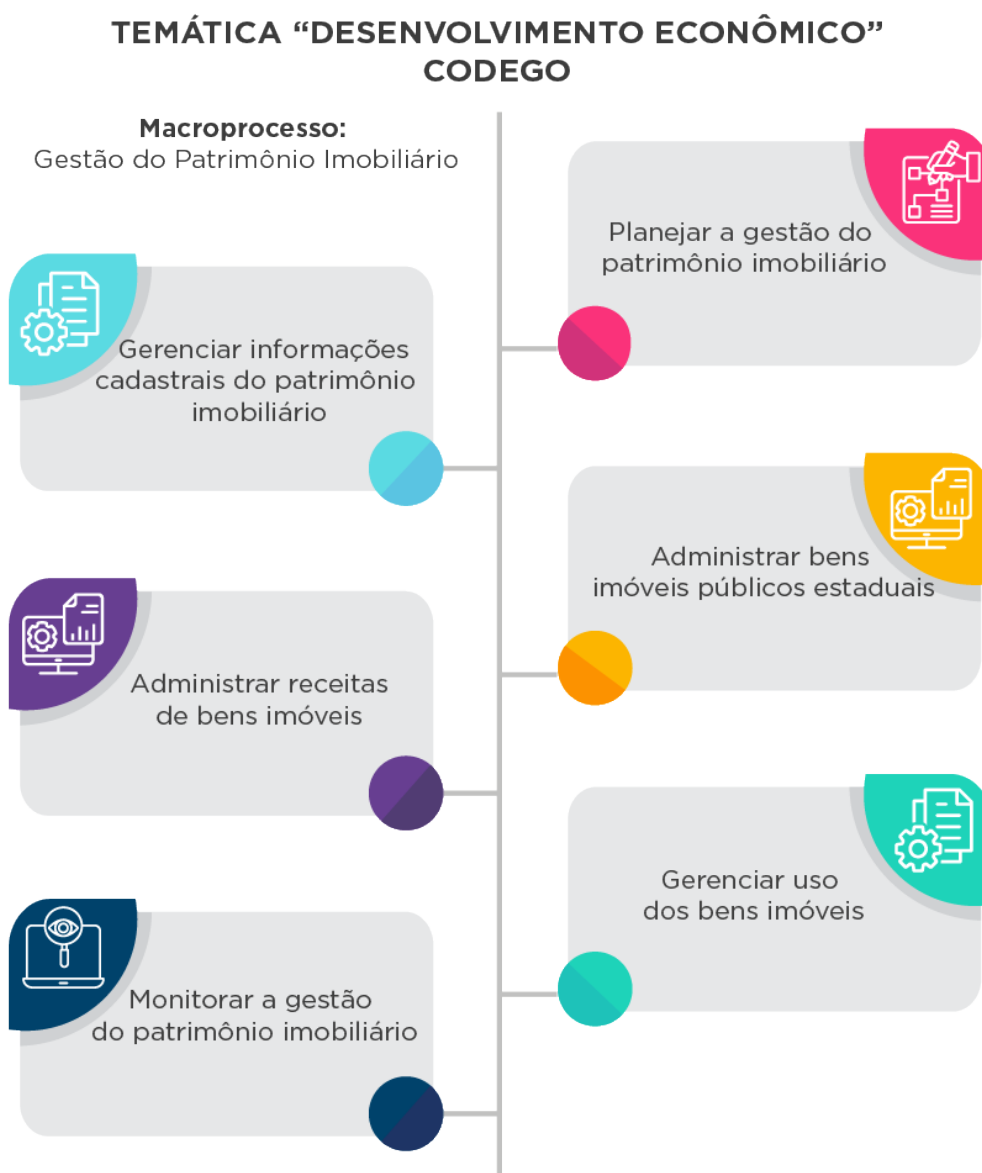 TEMÁTICA “DESENVOLVIMENTO ECONÔMICO”
CODEGO
Macroprocesso:
Gestão do Patrimônio Imobiliário
Planejar a gestão do
patrimônio imobiliário
Gerenciar informações
cadastrais do patrimônio
imobiliário
Administrar bens
imóveis públicos estaduais
Administrar receitas
de bens imóveis
Gerenciar uso
dos bens imóveis
Monitorar a gestão
do patrimônio imobiliário